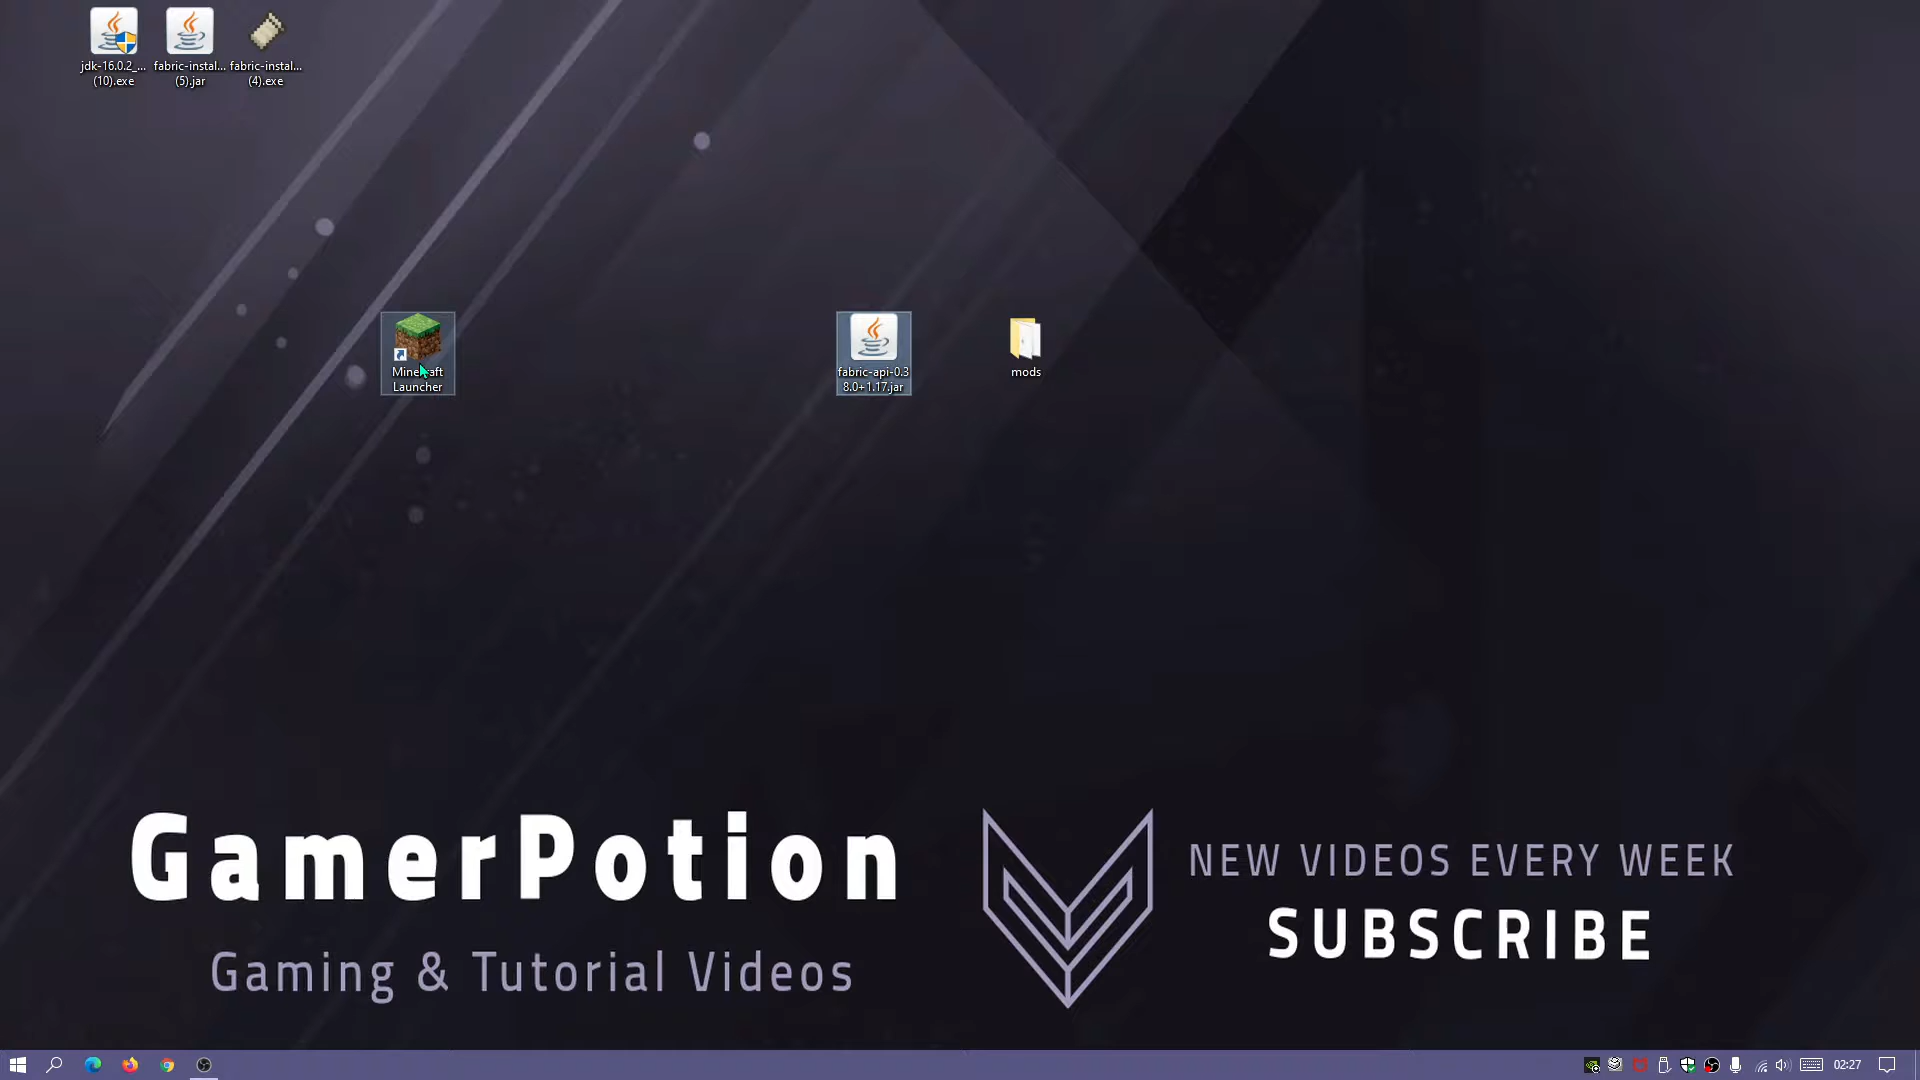 jdk-16.0.2_...
(10).exe
fabric-instal...
(5).jar
fabric-instal...
(4).exe
Minecraft
Launcher
fabric-api-0.3
8.0+1.17.jar
mods
GamerPotion
Gaming & Tutorial Videos
NEW VIDEOS EVERY WEEK
SUBSCRIBE
02:27